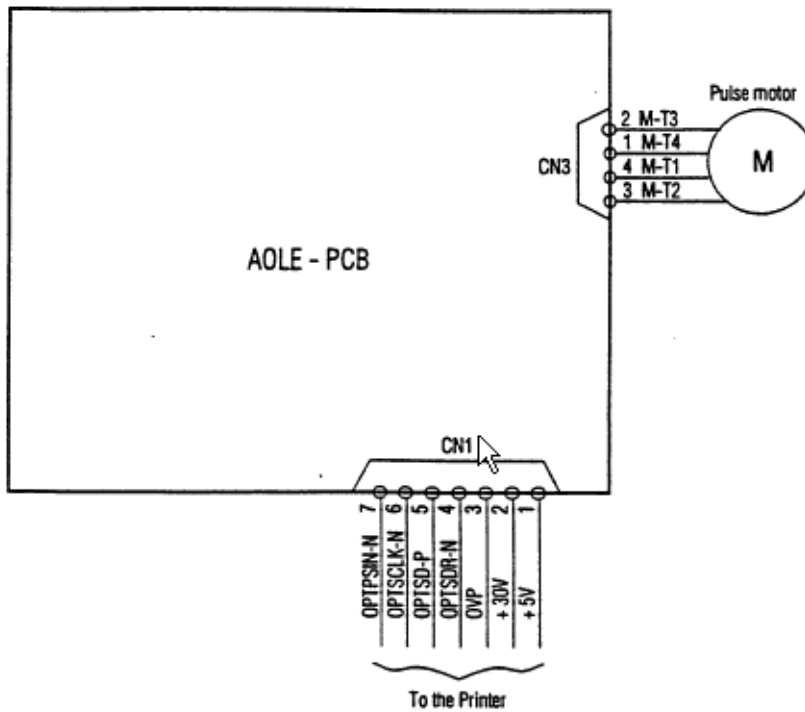 Pulse motor
2 M-T3
1 M-T4
4 M-T1
3 M-T2
CN3
M
AOLE - PCB
CN1
7 6 5 4 3 2 1
OPTPSIN-N
OPTSCLK-N
OPTSD-P
OPTSDR-N
OVP
+ 30V
+ 5V
To the Printer